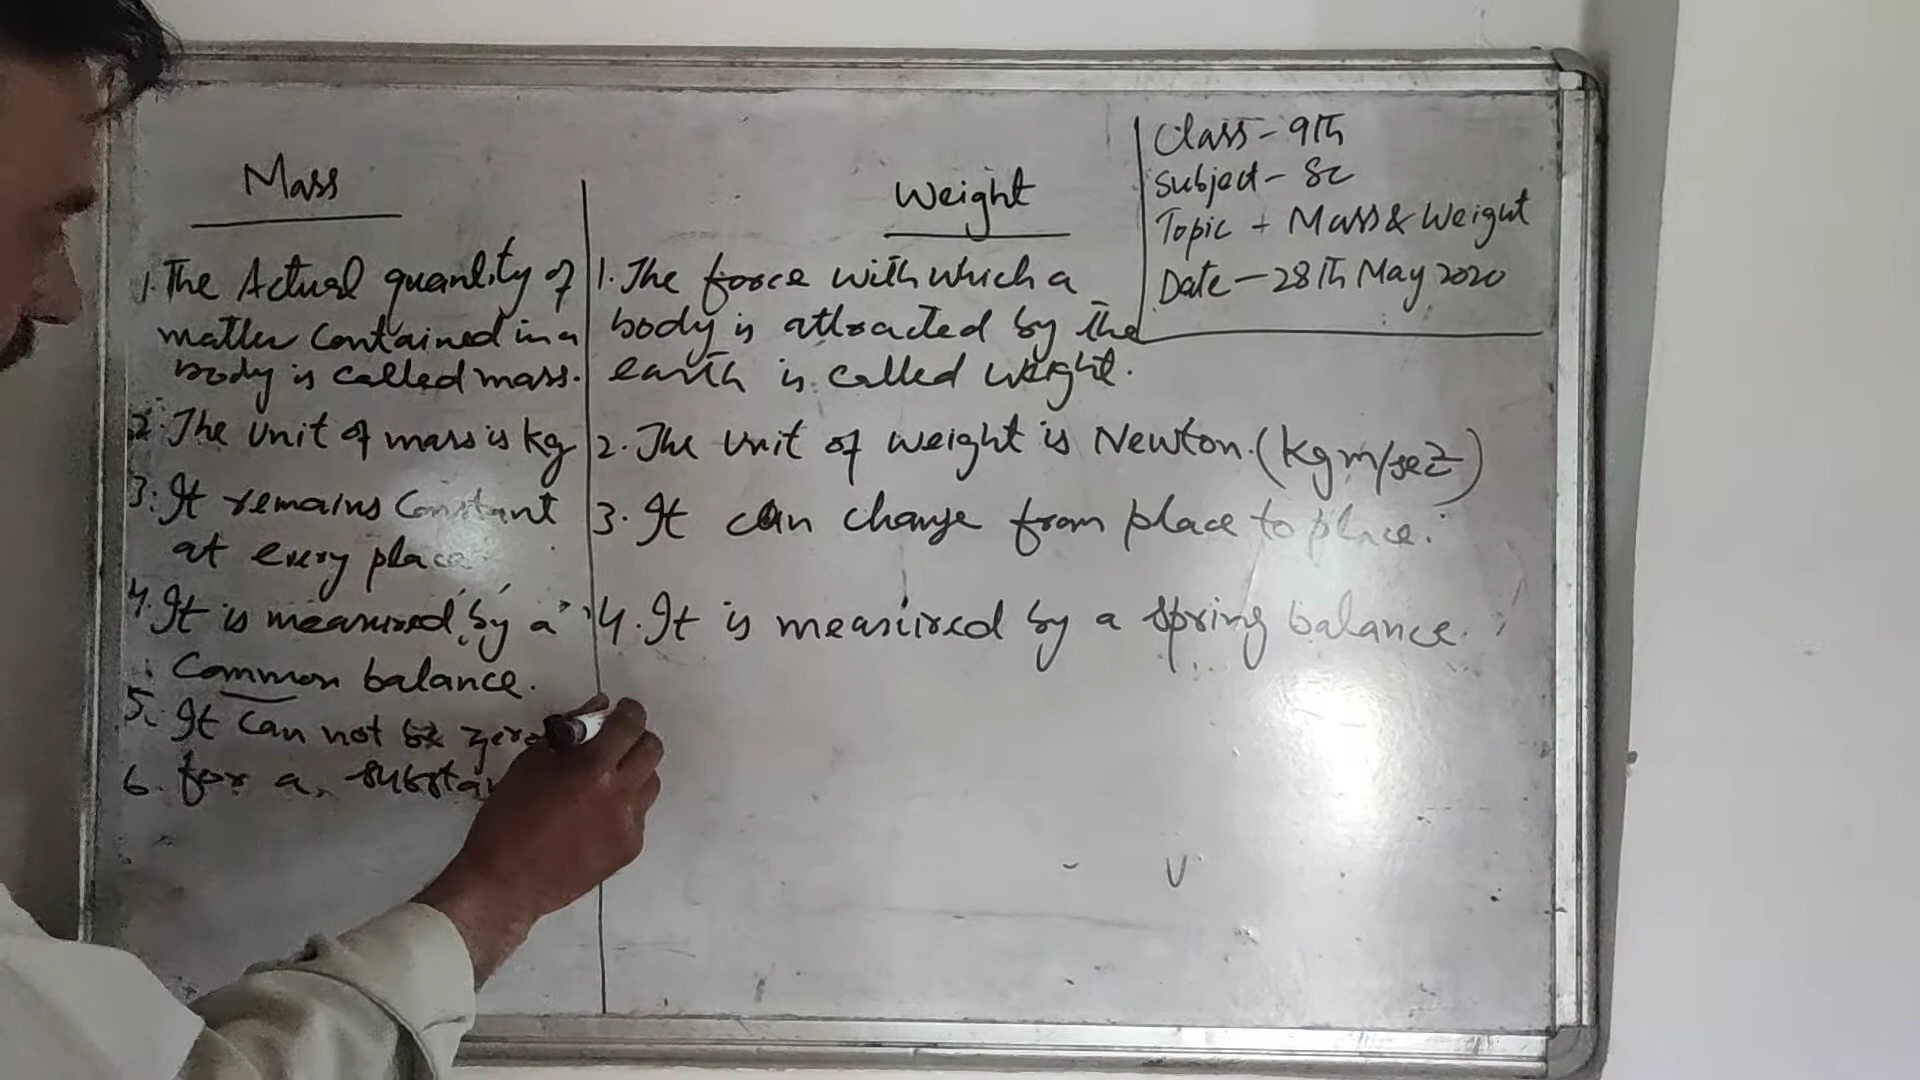 Mass
1. The Actual quantity of
matter contained in a
body is called mass.
2. The unit of mass is kg
3. It remains constant
at every place
4. It is measured by a
Common balance.
5. It can not be zero
6. for a
Weight
1. The force with which a
body is attracted by the
earth is called weight.
2. The unit of weight is Newton. (kgm/sec2)
3. It can change from place to place.
4. It is measured by a spring balance.
Class - 9th
Subject - Sc
Topic + Mass & Weight
Date - 28th May 2020